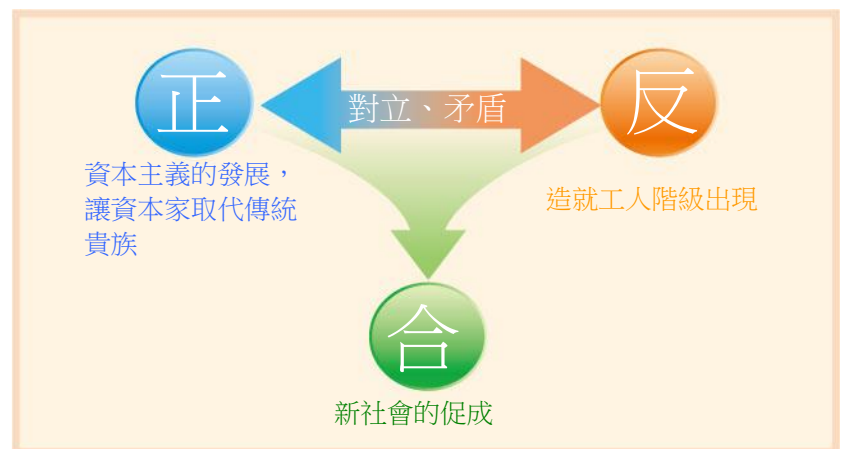 正
對立、矛盾
反
資本主義的發展，
讓資本家取代傳統
貴族
造就工人階級出現
合
新社會的促成